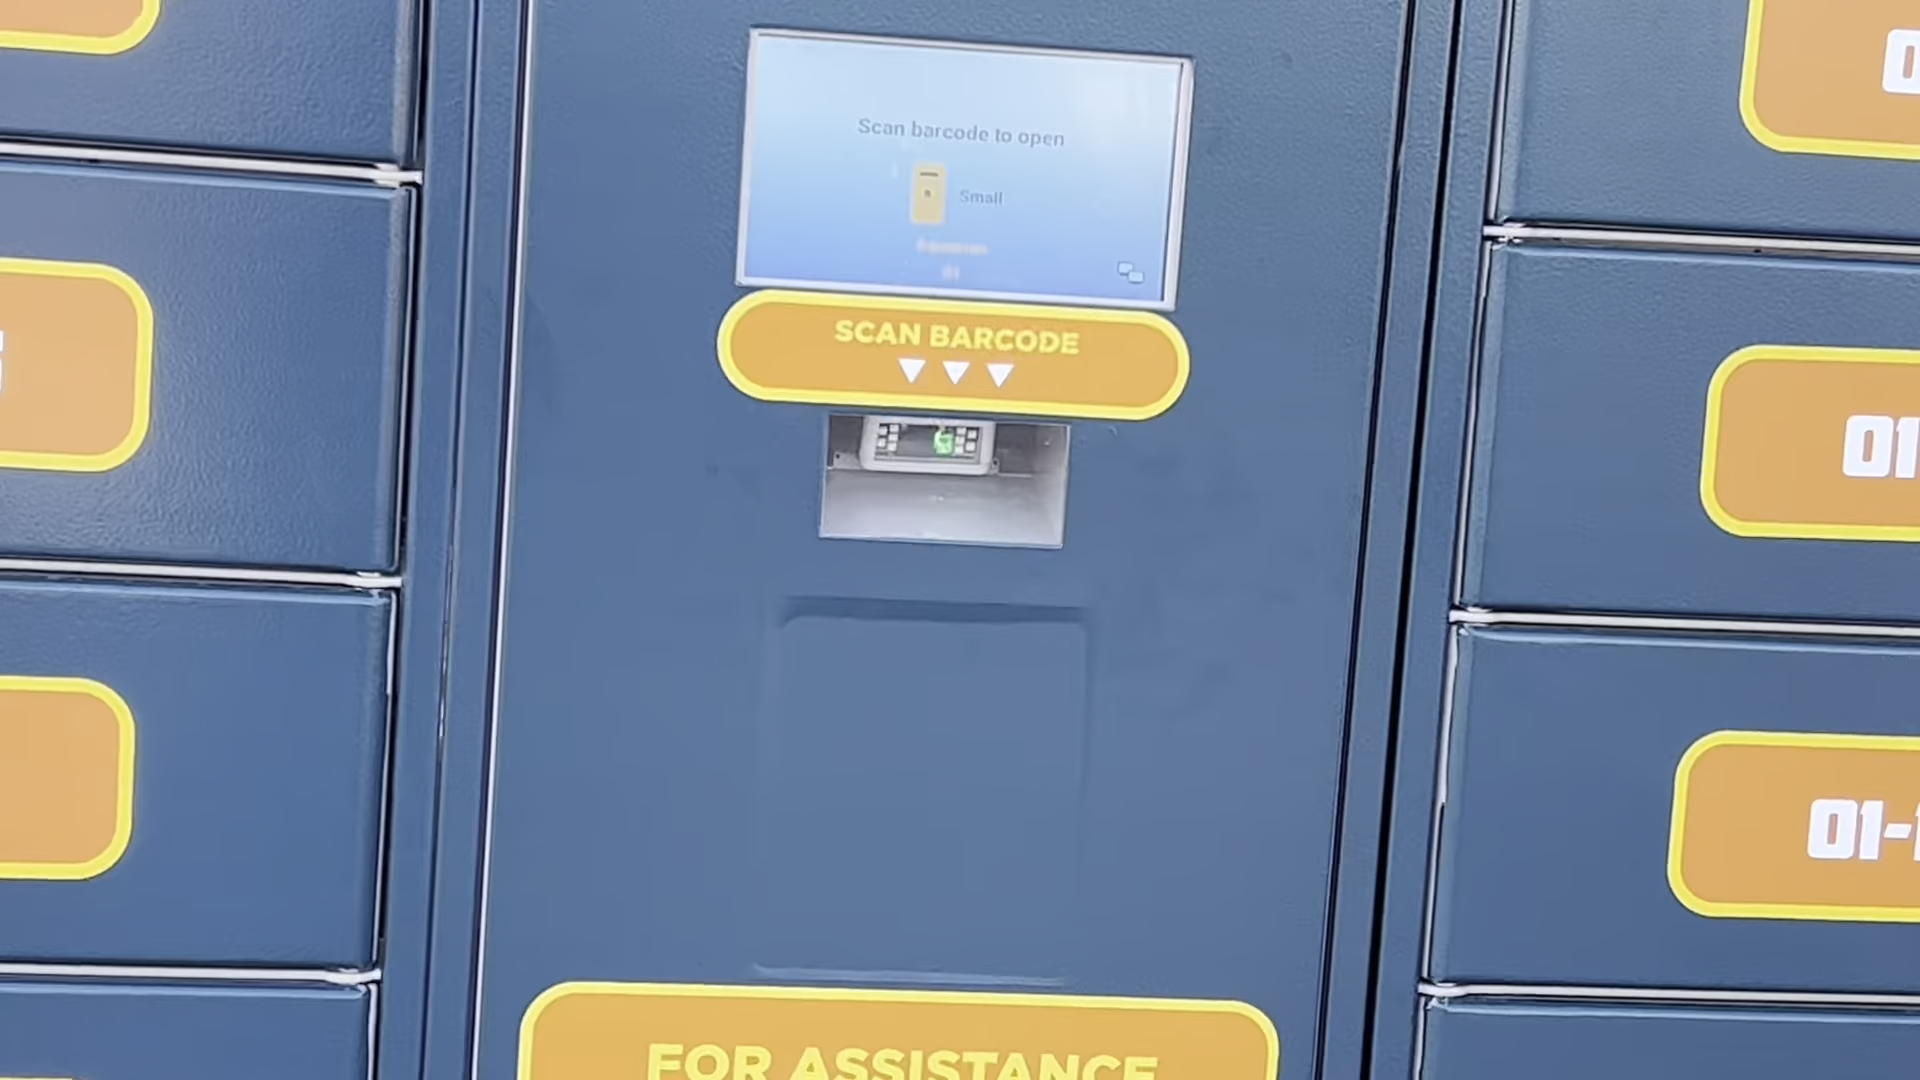 Scan barcode to open
Small
SCAN BARCODE
01
01-
FOR ASSISTANCE